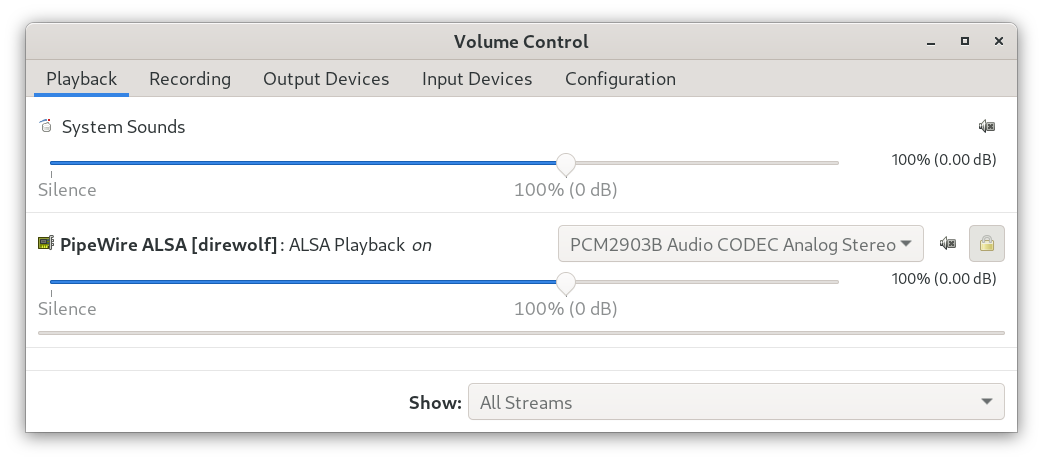 Volume Control
Playback Recording Output Devices Input Devices Configuration
System Sounds
100% (0.00 dB)
Silence 100% (0 dB)
PipeWire ALSA [direwolf] : ALSA Playback on PCM2903B Audio CODEC Analog Stereo
100% (0.00 dB)
Silence 100% (0 dB)
Show: All Streams